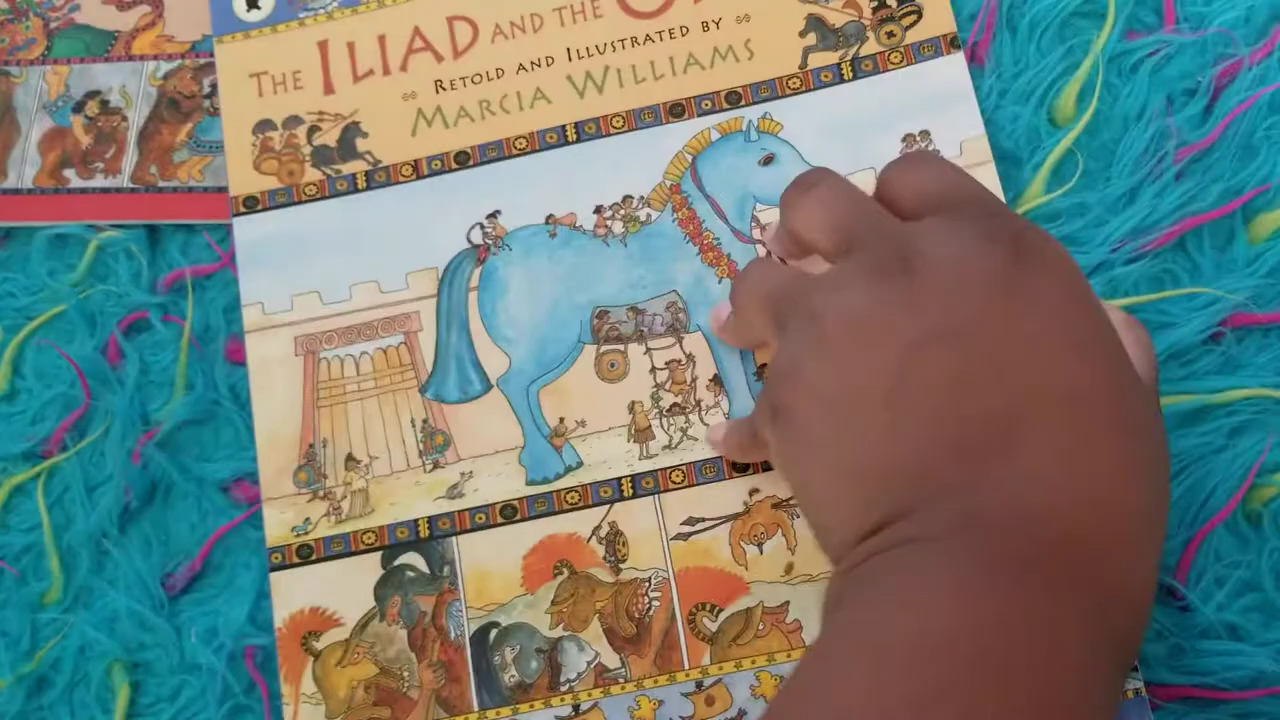 THE ILIAD AND THE
RETOLD AND ILLUSTRATED BY
MARCIA WILLIAMS